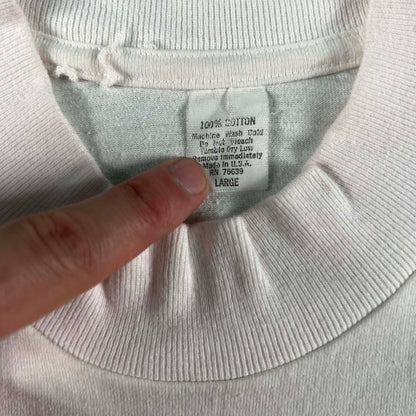 100% COTTON
Machine Wash Cold
Do Not Bleach
Tumble Dry Low
Remove Immediately
Made in U.S.A.
RN 76639
LARGE